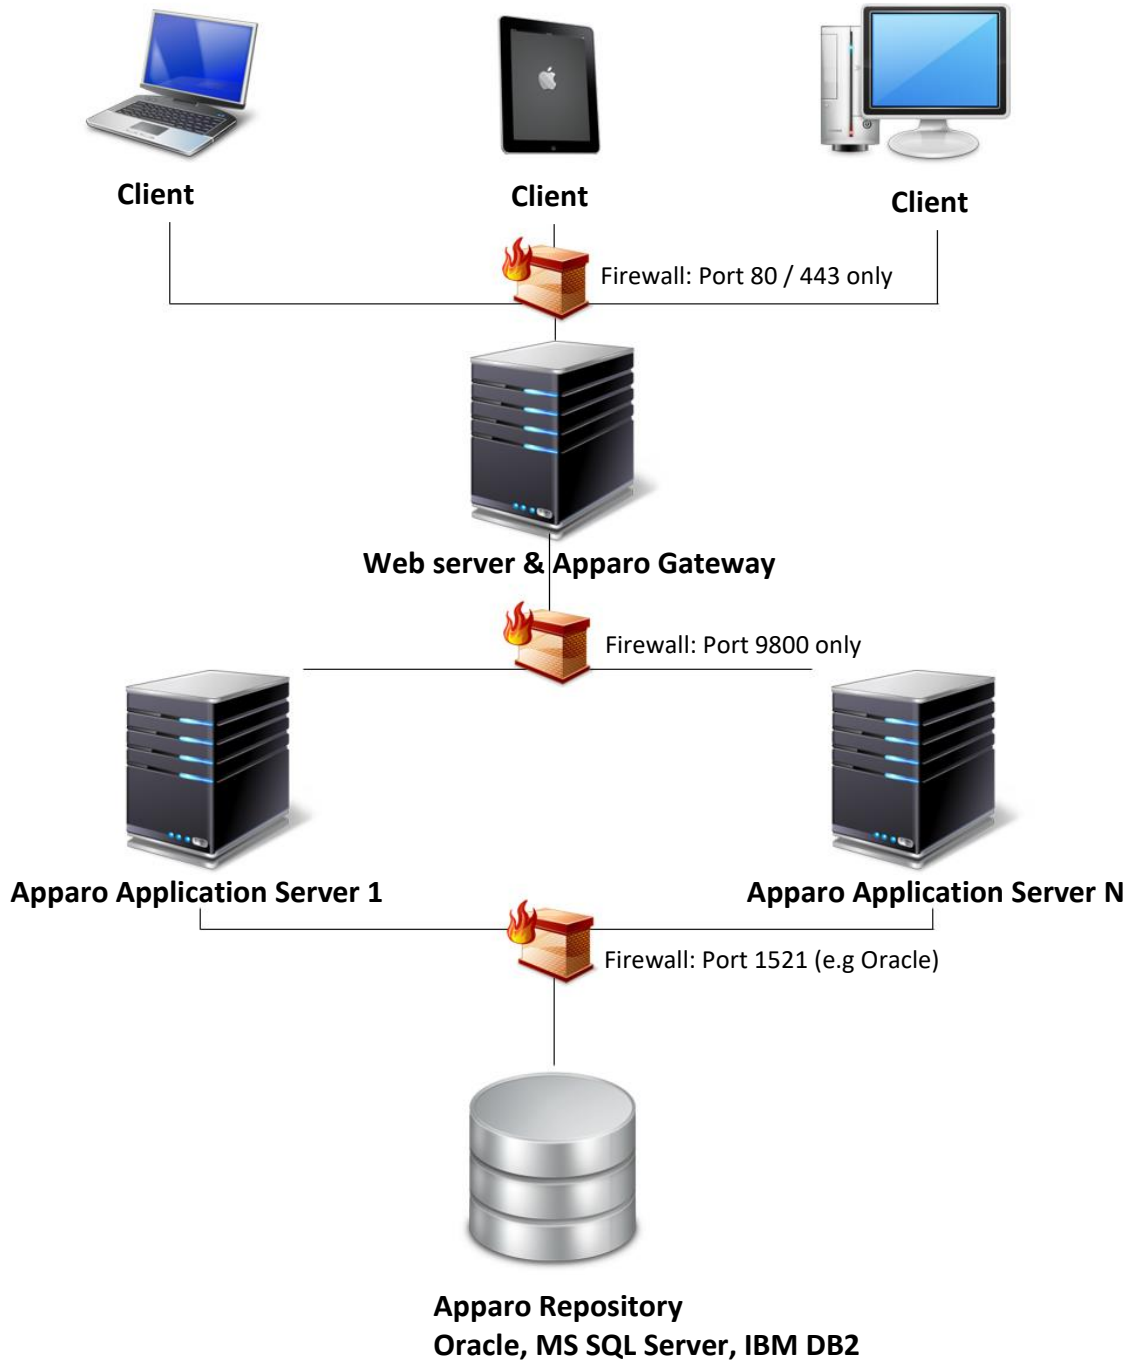 Client
Client
Client
Firewall: Port 80 / 443 only
Web server & Apparo Gateway
Firewall: Port 9800 only
Apparo Application Server 1
Apparo Application Server N
Firewall: Port 1521 (e.g Oracle)
Apparo Repository
Oracle, MS SQL Server, IBM DB2